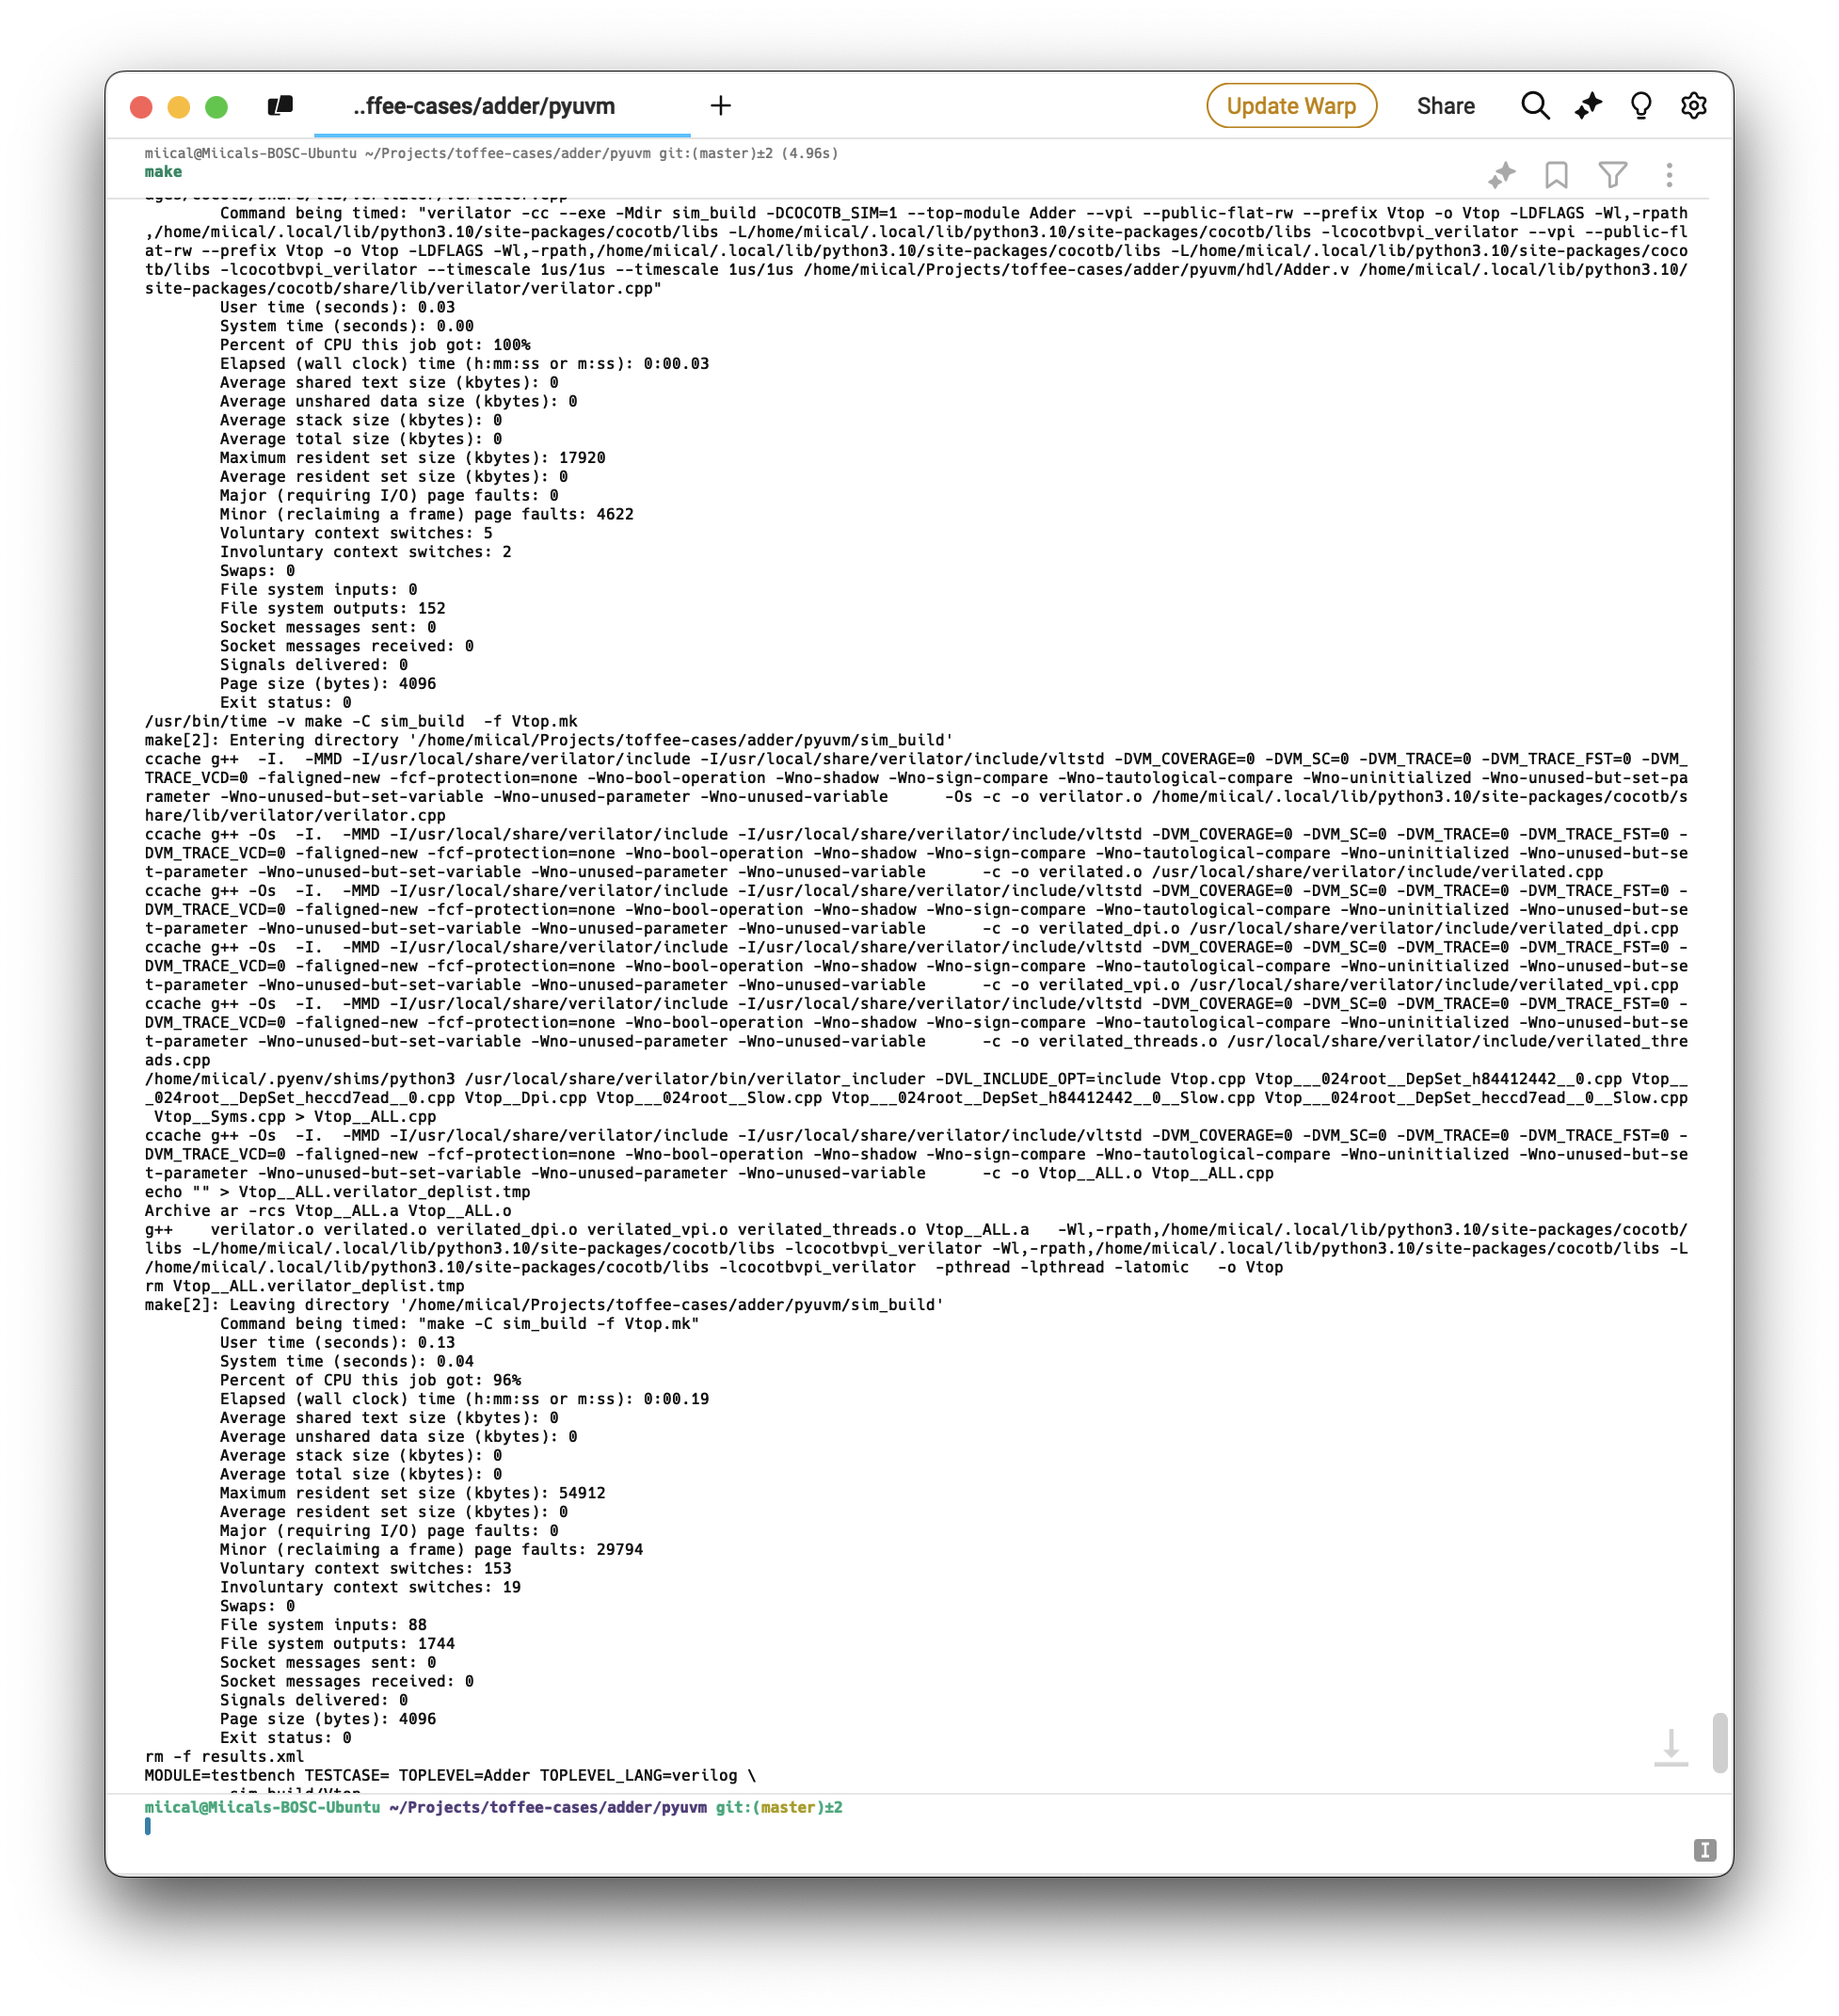 ..ffee-cases/adder/pyuvm
Update Warp
Share
miical@Miicals-BOSC-Ubuntu ~/Projects/toffee-cases/adder/pyuvm git:(master)±2 (4.96s)
make
ages/cocotb/share/lib/verilator/verilator.cpp
Command being timed: "verilator -cc --exe -Mdir sim_build -DCOCOTB_SIM=1 --top-module Adder --vpi --public-flat-rw --prefix Vtop -o Vtop -LDFLAGS -Wl,-rpath
,/home/miical/.local/lib/python3.10/site-packages/cocotb/libs -L/home/miical/.local/lib/python3.10/site-packages/cocotb/libs -lcocotbvpi_verilator --vpi --public-fl
at-rw --prefix Vtop -o Vtop -LDFLAGS -Wl,-rpath,/home/miical/.local/lib/python3.10/site-packages/cocotb/libs -L/home/miical/.local/lib/python3.10/site-packages/coco
tb/libs -lcocotbvpi_verilator --timescale 1us/1us --timescale 1us/1us /home/miical/Projects/toffee-cases/adder/pyuvm/hdl/Adder.v /home/miical/.local/lib/python3.10/
site-packages/cocotb/share/lib/verilator/verilator.cpp"
User time (seconds): 0.03
System time (seconds): 0.00
Percent of CPU this job got: 100%
Elapsed (wall clock) time (h:mm:ss or m:ss): 0:00.03
Average shared text size (kbytes): 0
Average unshared data size (kbytes): 0
Average stack size (kbytes): 0
Average total size (kbytes): 0
Maximum resident set size (kbytes): 17920
Average resident set size (kbytes): 0
Major (requiring I/O) page faults: 0
Minor (reclaiming a frame) page faults: 4622
Voluntary context switches: 5
Involuntary context switches: 2
Swaps: 0
File system inputs: 0
File system outputs: 152
Socket messages sent: 0
Socket messages received: 0
Signals delivered: 0
Page size (bytes): 4096
Exit status: 0
/usr/bin/time -v make -C sim_build  -f Vtop.mk
make[2]: Entering directory '/home/miical/Projects/toffee-cases/adder/pyuvm/sim_build'
ccache g++  -I.  -MMD -I/usr/local/share/verilator/include -I/usr/local/share/verilator/include/vltstd -DVM_COVERAGE=0 -DVM_SC=0 -DVM_TRACE=0 -DVM_TRACE_FST=0 -DVM_
TRACE_VCD=0 -faligned-new -fcf-protection=none -Wno-bool-operation -Wno-shadow -Wno-sign-compare -Wno-tautological-compare -Wno-uninitialized -Wno-unused-but-set-pa
rameter -Wno-unused-but-set-variable -Wno-unused-parameter -Wno-unused-variable      -Os -c -o verilator.o /home/miical/.local/lib/python3.10/site-packages/cocotb/s
hare/lib/verilator/verilator.cpp
ccache g++ -Os  -I.  -MMD -I/usr/local/share/verilator/include -I/usr/local/share/verilator/include/vltstd -DVM_COVERAGE=0 -DVM_SC=0 -DVM_TRACE=0 -DVM_TRACE_FST=0 -
DVM_TRACE_VCD=0 -faligned-new -fcf-protection=none -Wno-bool-operation -Wno-shadow -Wno-sign-compare -Wno-tautological-compare -Wno-uninitialized -Wno-unused-but-se
t-parameter -Wno-unused-but-set-variable -Wno-unused-parameter -Wno-unused-variable      -c -o verilated.o /usr/local/share/verilator/include/verilated.cpp
ccache g++ -Os  -I.  -MMD -I/usr/local/share/verilator/include -I/usr/local/share/verilator/include/vltstd -DVM_COVERAGE=0 -DVM_SC=0 -DVM_TRACE=0 -DVM_TRACE_FST=0 -
DVM_TRACE_VCD=0 -faligned-new -fcf-protection=none -Wno-bool-operation -Wno-shadow -Wno-sign-compare -Wno-tautological-compare -Wno-uninitialized -Wno-unused-but-se
t-parameter -Wno-unused-but-set-variable -Wno-unused-parameter -Wno-unused-variable      -c -o verilated_dpi.o /usr/local/share/verilator/include/verilated_dpi.cpp
ccache g++ -Os  -I.  -MMD -I/usr/local/share/verilator/include -I/usr/local/share/verilator/include/vltstd -DVM_COVERAGE=0 -DVM_SC=0 -DVM_TRACE=0 -DVM_TRACE_FST=0 -
DVM_TRACE_VCD=0 -faligned-new -fcf-protection=none -Wno-bool-operation -Wno-shadow -Wno-sign-compare -Wno-tautological-compare -Wno-uninitialized -Wno-unused-but-se
t-parameter -Wno-unused-but-set-variable -Wno-unused-parameter -Wno-unused-variable      -c -o verilated_vpi.o /usr/local/share/verilator/include/verilated_vpi.cpp
ccache g++ -Os  -I.  -MMD -I/usr/local/share/verilator/include -I/usr/local/share/verilator/include/vltstd -DVM_COVERAGE=0 -DVM_SC=0 -DVM_TRACE=0 -DVM_TRACE_FST=0 -
DVM_TRACE_VCD=0 -faligned-new -fcf-protection=none -Wno-bool-operation -Wno-shadow -Wno-sign-compare -Wno-tautological-compare -Wno-uninitialized -Wno-unused-but-se
t-parameter -Wno-unused-but-set-variable -Wno-unused-parameter -Wno-unused-variable      -c -o verilated_threads.o /usr/local/share/verilator/include/verilated_thre
ads.cpp
/home/miical/.pyenv/shims/python3 /usr/local/share/verilator/bin/verilator_includer -DVL_INCLUDE_OPT=include Vtop.cpp Vtop___024root__DepSet_h84412442__0.cpp Vtop__
_024root__DepSet_heccd7ead__0.cpp Vtop__Dpi.cpp Vtop___024root__Slow.cpp Vtop___024root__DepSet_h84412442__0__Slow.cpp Vtop___024root__DepSet_heccd7ead__0__Slow.cpp
Vtop__Syms.cpp > Vtop__ALL.cpp
ccache g++ -Os  -I.  -MMD -I/usr/local/share/verilator/include -I/usr/local/share/verilator/include/vltstd -DVM_COVERAGE=0 -DVM_SC=0 -DVM_TRACE=0 -DVM_TRACE_FST=0 -
DVM_TRACE_VCD=0 -faligned-new -fcf-protection=none -Wno-bool-operation -Wno-shadow -Wno-sign-compare -Wno-tautological-compare -Wno-uninitialized -Wno-unused-but-se
t-parameter -Wno-unused-but-set-variable -Wno-unused-parameter -Wno-unused-variable      -c -o Vtop__ALL.o Vtop__ALL.cpp
echo "" > Vtop__ALL.verilator_deplist.tmp
Archive ar -rcs Vtop__ALL.a Vtop__ALL.o
g++    verilator.o verilated.o verilated_dpi.o verilated_vpi.o verilated_threads.o Vtop__ALL.a   -Wl,-rpath,/home/miical/.local/lib/python3.10/site-packages/cocotb/
libs -L/home/miical/.local/lib/python3.10/site-packages/cocotb/libs -lcocotbvpi_verilator -Wl,-rpath,/home/miical/.local/lib/python3.10/site-packages/cocotb/libs -L
/home/miical/.local/lib/python3.10/site-packages/cocotb/libs -lcocotbvpi_verilator  -pthread -lpthread -latomic   -o Vtop
rm Vtop__ALL.verilator_deplist.tmp
make[2]: Leaving directory '/home/miical/Projects/toffee-cases/adder/pyuvm/sim_build'
Command being timed: "make -C sim_build -f Vtop.mk"
User time (seconds): 0.13
System time (seconds): 0.04
Percent of CPU this job got: 96%
Elapsed (wall clock) time (h:mm:ss or m:ss): 0:00.19
Average shared text size (kbytes): 0
Average unshared data size (kbytes): 0
Average stack size (kbytes): 0
Average total size (kbytes): 0
Maximum resident set size (kbytes): 54912
Average resident set size (kbytes): 0
Major (requiring I/O) page faults: 0
Minor (reclaiming a frame) page faults: 29794
Voluntary context switches: 153
Involuntary context switches: 19
Swaps: 0
File system inputs: 88
File system outputs: 1744
Socket messages sent: 0
Socket messages received: 0
Signals delivered: 0
Page size (bytes): 4096
Exit status: 0
rm -f results.xml
MODULE=testbench TESTCASE= TOPLEVEL=Adder TOPLEVEL_LANG=verilog \
sim_build/Vtop
miical@Miicals-BOSC-Ubuntu ~/Projects/toffee-cases/adder/pyuvm git:(master)±2